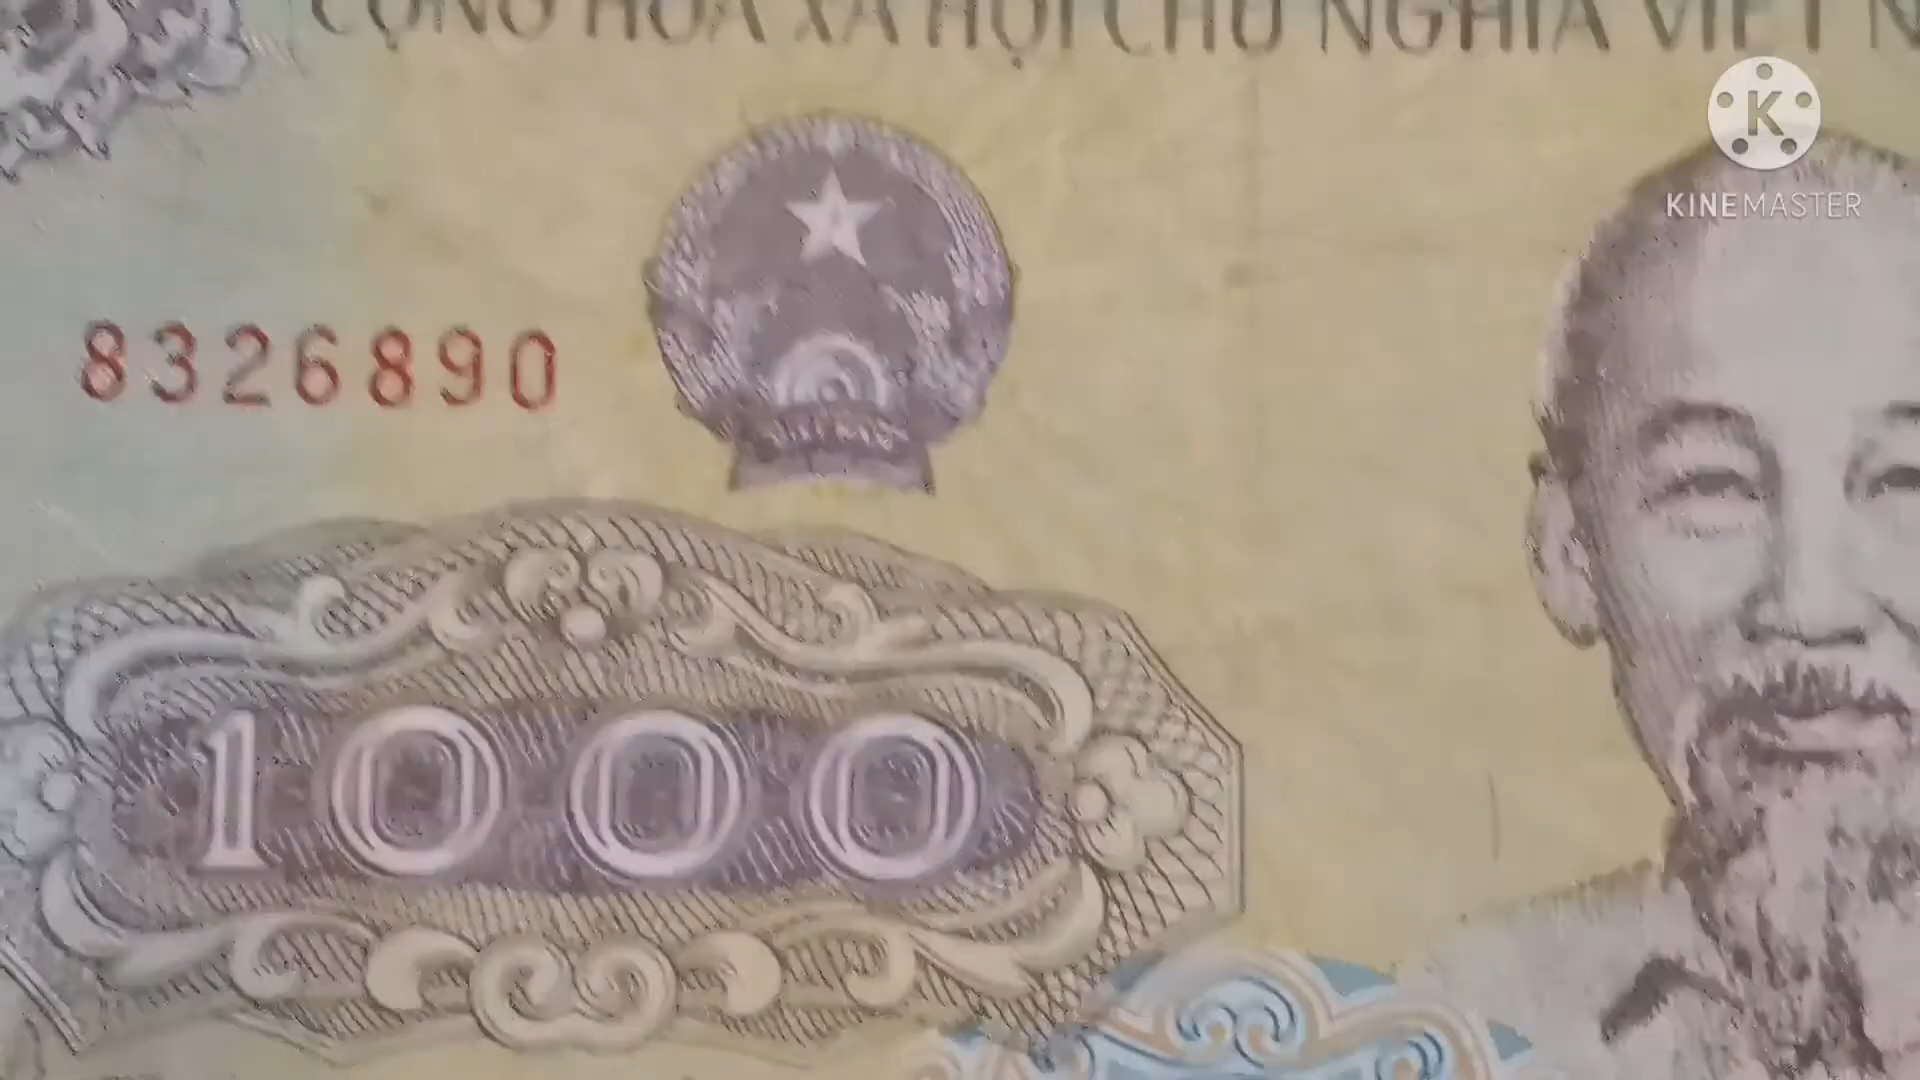 CỘNG HÒA XÃ HỘI CHỦ NGHĨA VIỆT N
K
KINEMASTER
8326890
1000